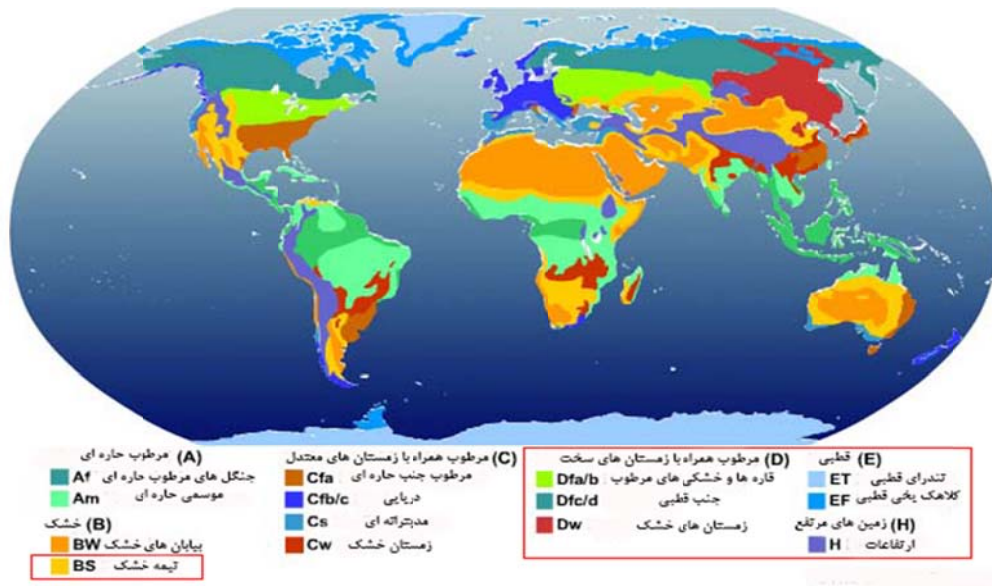 مرطوب حاره ای (A)
Af جنگل های مرطوب حاره ای
Am موسمی حاره ای
خشک (B)
BW بیابان های خشک
BS تیمه خشک
مرطوب همراه با زمستان های معتدل (C)
Cfa مرطوب جنب حاره ای
Cfb/c دریایی
Cs مدیترانه ای
Cw زمستان خشک
مرطوب همراه با زمستان های سخت (D)
Dfa/b قاره ها و خشکی های مرطوب
Dfc/d جنب قطبی
Dw زمستان های خشک
قطبی (E)
ET تندرای قطبی
EF کلاهک یخی قطبی
زمین های مرتفع (H)
H ارتفاعات